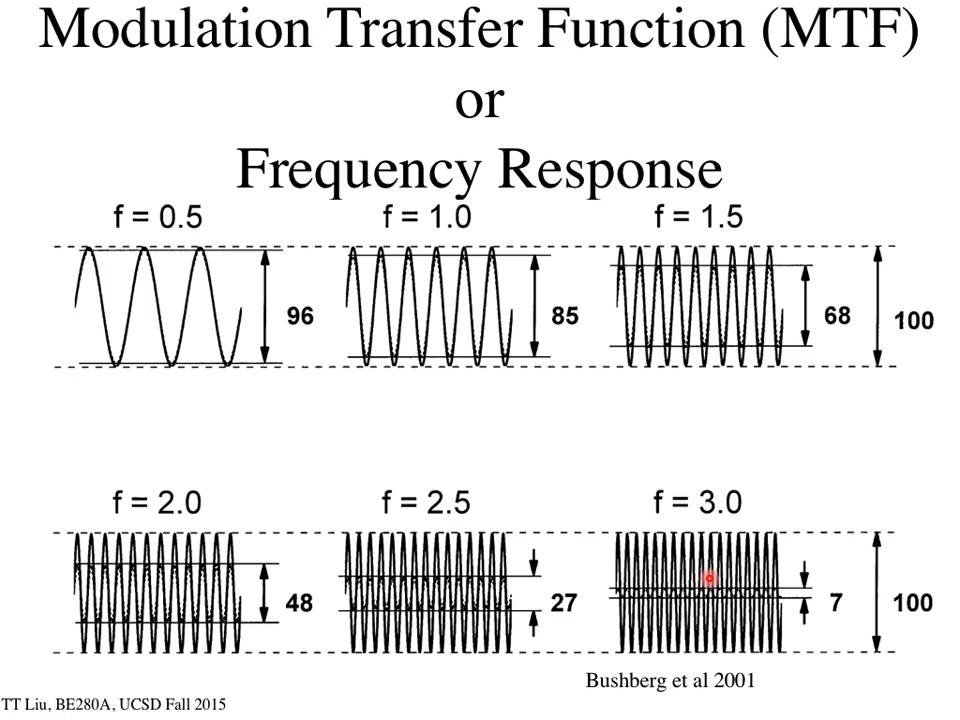 Modulation Transfer Function (MTF)
or
Frequency Response
f = 0.5
f = 1.0
f = 1.5
96
85
68
100
f = 2.0
f = 2.5
f = 3.0
48
27
7
100
Bushberg et al 2001
TT Liu, BE280A, UCSD Fall 2015